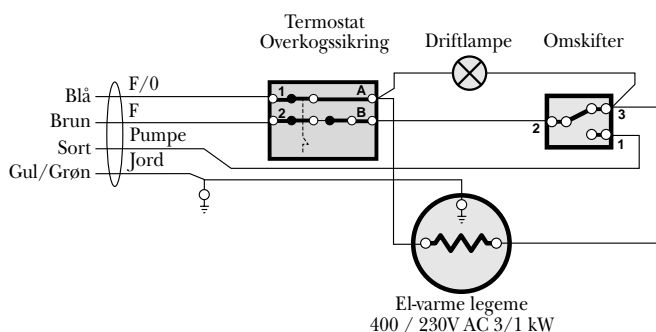 Termostat
Overkogssikring
Driftlampe
Omskifter
Blå
F/0
1
A
Brun
F
2
B
2
3
1
Sort
Pumpe
Gul/Grøn
Jord
El-varme legeme
400 / 230V AC 3/1 kW